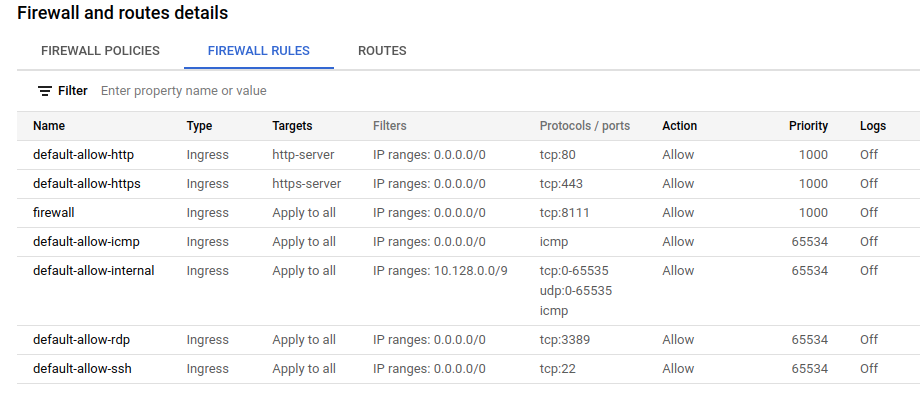 Firewall and routes details
FIREWALL POLICIES FIREWALL RULES ROUTES
Filter Enter property name or value
Name Type Targets Filters Protocols / ports Action Priority Logs
default-allow-http Ingress http-server IP ranges: 0.0.0.0/0 tcp:80 Allow 1000 Off
default-allow-https Ingress https-server IP ranges: 0.0.0.0/0 tcp:443 Allow 1000 Off
firewall Ingress Apply to all IP ranges: 0.0.0.0/0 tcp:8111 Allow 1000 Off
default-allow-icmp Ingress Apply to all IP ranges: 0.0.0.0/0 icmp Allow 65534 Off
default-allow-internal Ingress Apply to all IP ranges: 10.128.0.0/9 tcp:0-65535 Allow 65534 Off
udp:0-65535
icmp
default-allow-rdp Ingress Apply to all IP ranges: 0.0.0.0/0 tcp:3389 Allow 65534 Off
default-allow-ssh Ingress Apply to all IP ranges: 0.0.0.0/0 tcp:22 Allow 65534 Off